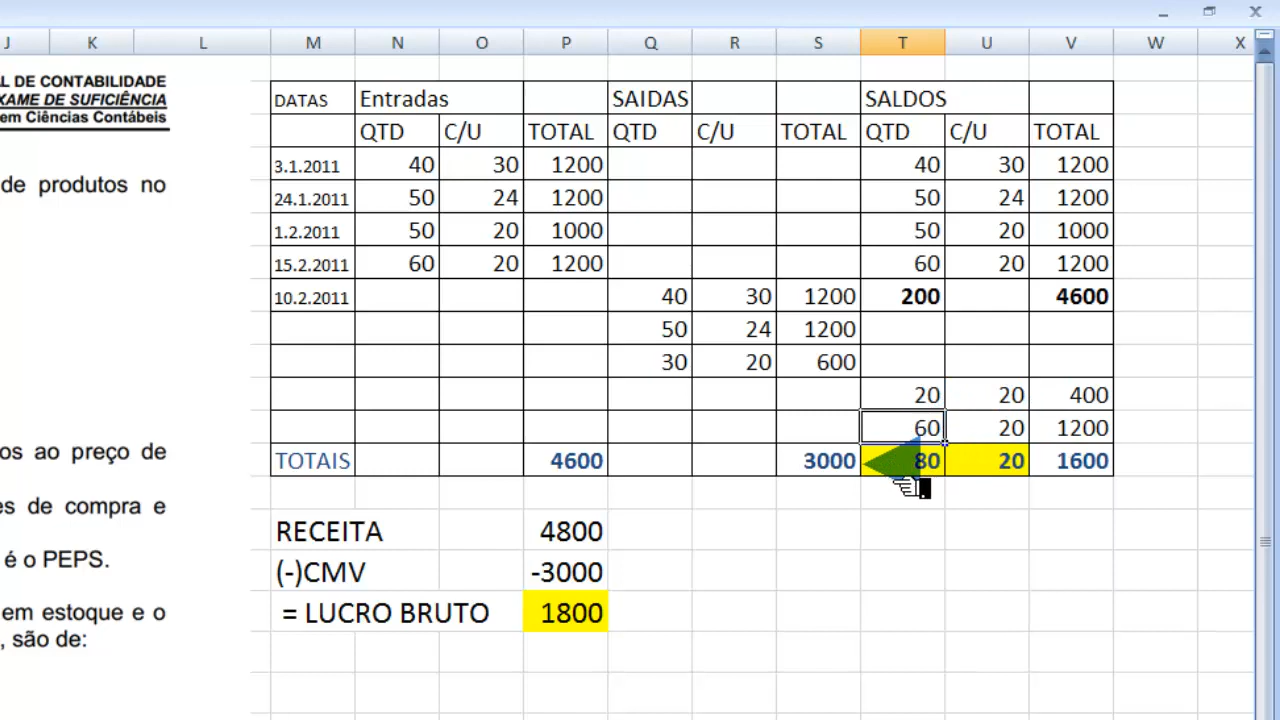 J K L M N O P Q R S T U V W X
AL DE CONTABILIDADE
XAME DE SUFICIÊNCIA
em Ciências Contábeis
de produtos no
os ao preço de
es de compra e
é o PEPS.
em estoque e o
, são de:
DATAS Entradas SAIDAS SALDOS
QTD C/U TOTAL QTD C/U TOTAL QTD C/U TOTAL
3.1.2011 40 30 1200 40 30 1200
24.1.2011 50 24 1200 50 24 1200
1.2.2011 50 20 1000 50 20 1000
15.2.2011 60 20 1200 60 20 1200
10.2.2011 40 30 1200 200 4600
50 24 1200
30 20 600
20 20 400
60 20 1200
TOTAIS 4600 3000 80 20 1600
RECEITA 4800
(-)CMV -3000
= LUCRO BRUTO 1800